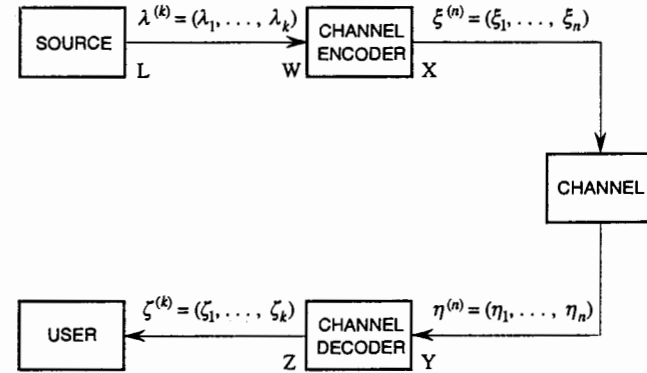 SOURCE
λ^(k) = (λ_1, . . . , λ_k)
L
W
CHANNEL
ENCODER
X
ξ^(n) = (ξ_1, . . . , ξ_n)
CHANNEL
η^(n) = (η_1, . . . , η_n)
Y
CHANNEL
DECODER
Z
ζ^(k) = (ζ_1, . . . , ζ_k)
USER